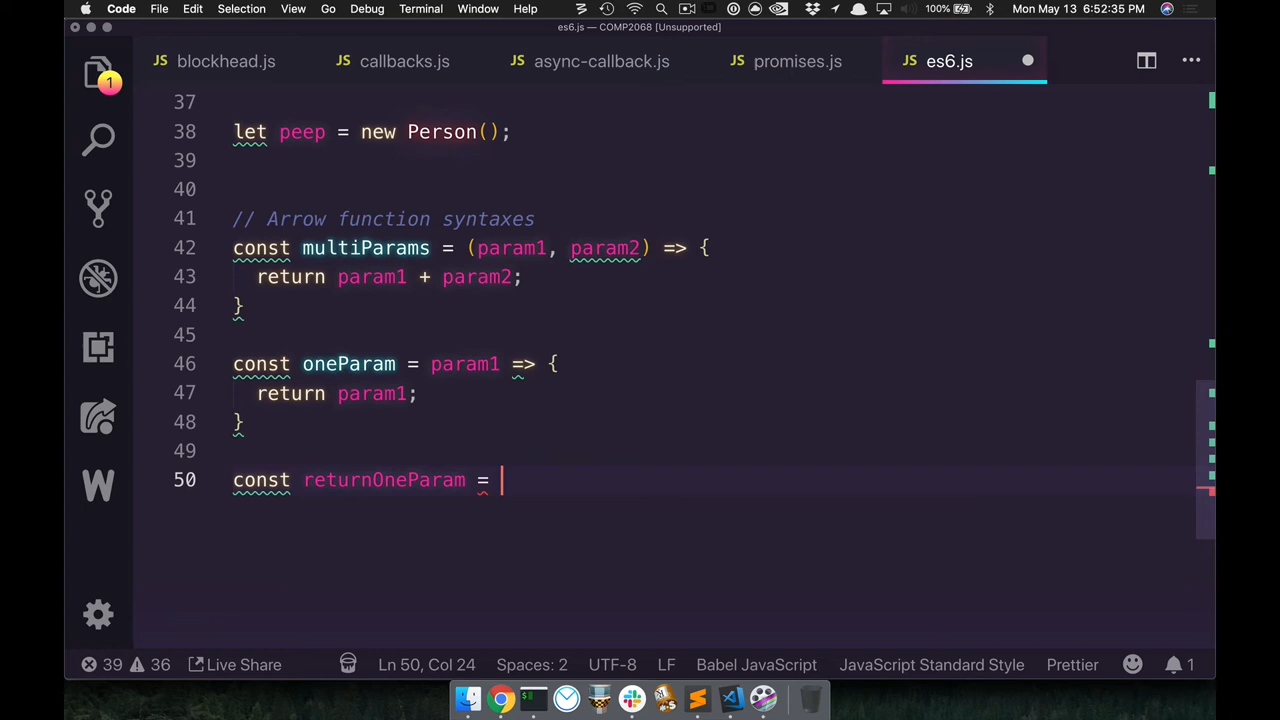 Code File Edit Selection View Go Debug Terminal Window Help 100% Mon May 13 6:52:35 PM
es6.js — COMP2068 [Unsupported]
JS blockhead.js JS callbacks.js JS async-callback.js JS promises.js JS es6.js
1
37
38 let peep = new Person();
39
40
41 // Arrow function syntaxes
42 const multiParams = (param1, param2) => {
43 return param1 + param2;
44 }
45
46 const oneParam = param1 => {
47 return param1;
48 }
49
50 const returnOneParam =
W
39 36 Live Share Ln 50, Col 24 Spaces: 2 UTF-8 LF Babel JavaScript JavaScript Standard Style Prettier 1